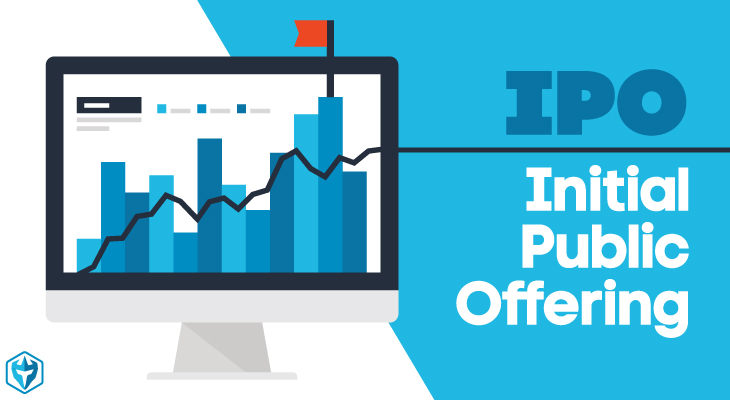 IPO
Initial
Public
Offering